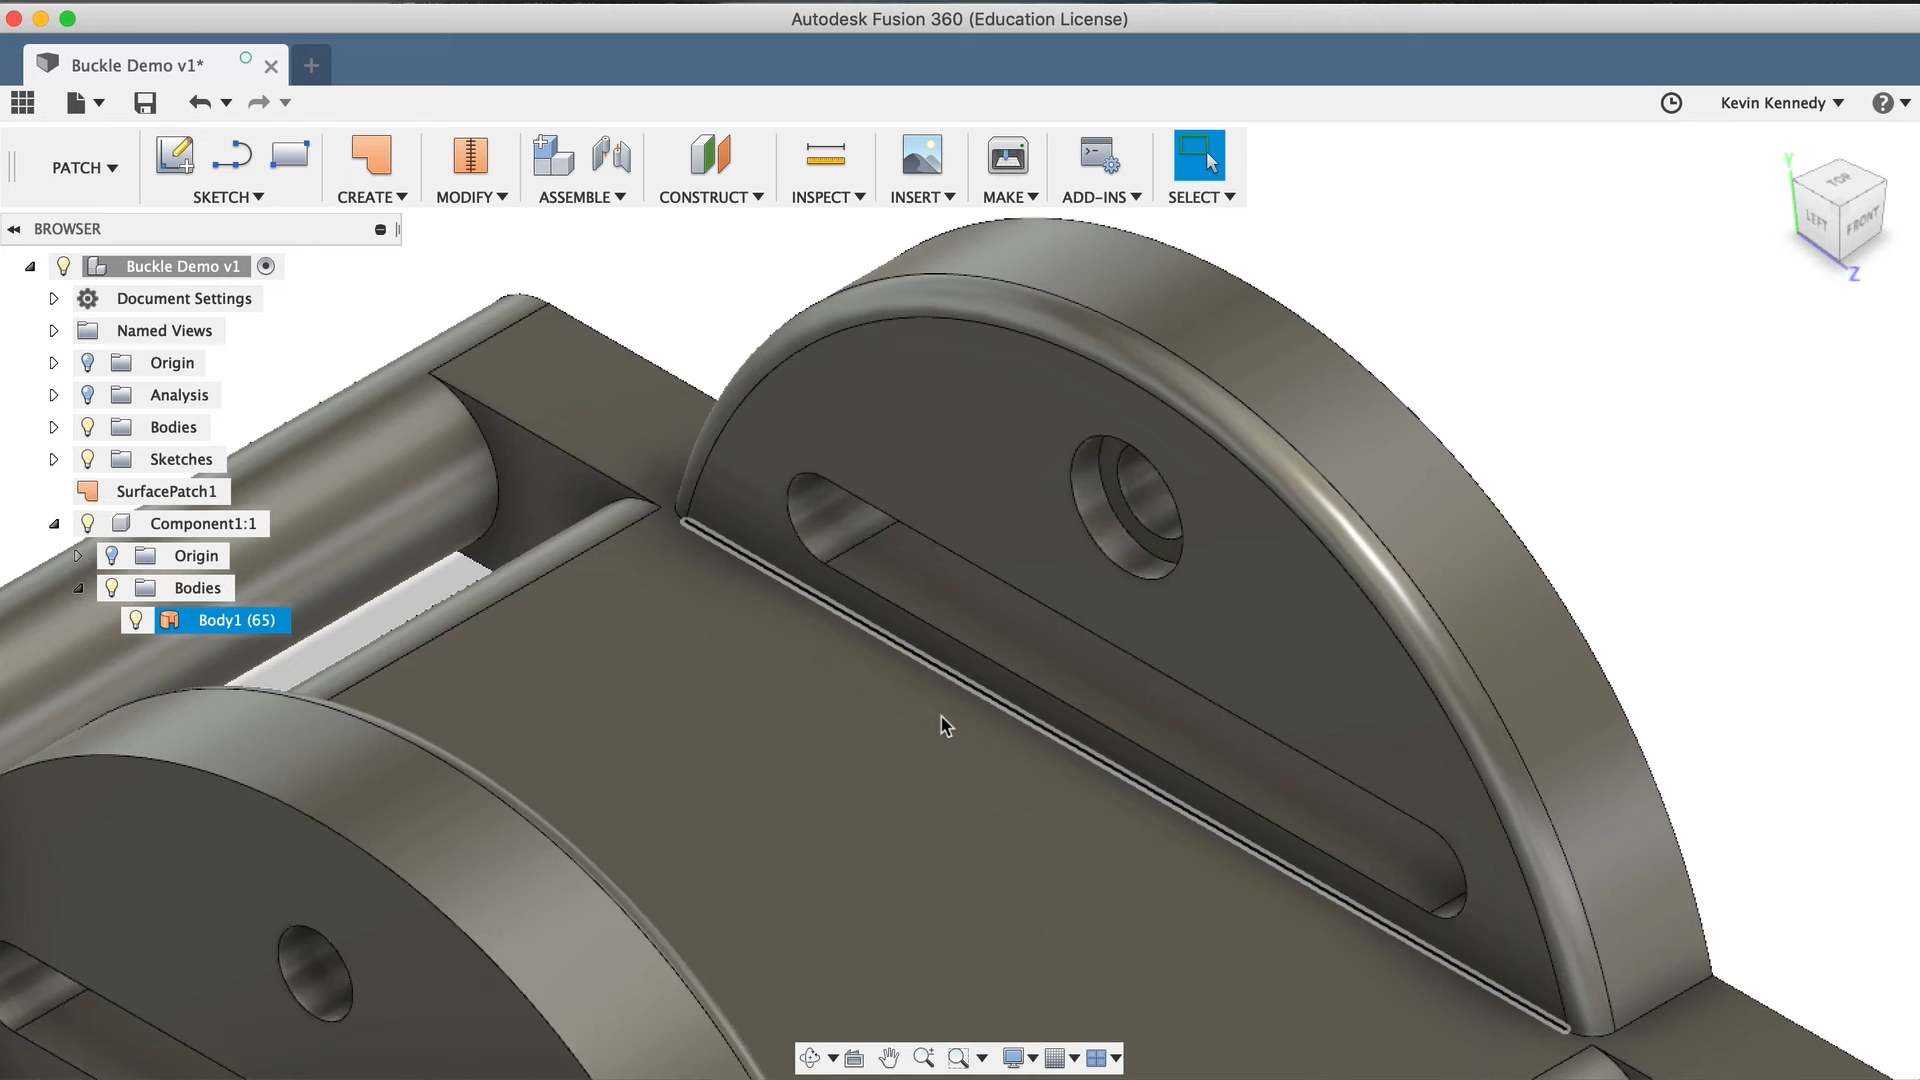 Autodesk Fusion 360 (Education License)
Buckle Demo v1*
Kevin Kennedy
PATCH
SKETCH
CREATE
MODIFY
ASSEMBLE
CONSTRUCT
INSPECT
INSERT
MAKE
ADD-INS
SELECT
BROWSER
Buckle Demo v1
Document Settings
Named Views
Origin
Analysis
Bodies
Sketches
SurfacePatch1
Component1:1
Origin
Bodies
Body1 (65)
Y
TOP
LEFT
FRONT
Z